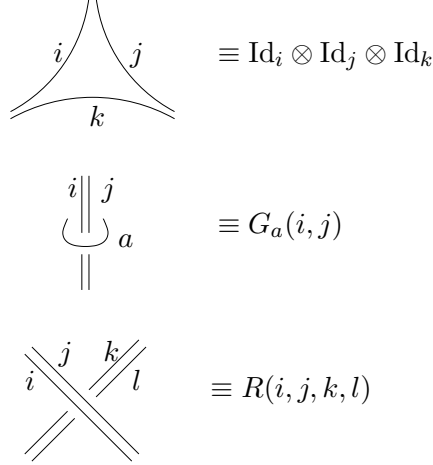 i j ≡ Id_i ⊗ Id_j ⊗ Id_k
k
i j
a ≡ G_a(i, j)
j k
i l ≡ R(i, j, k, l)